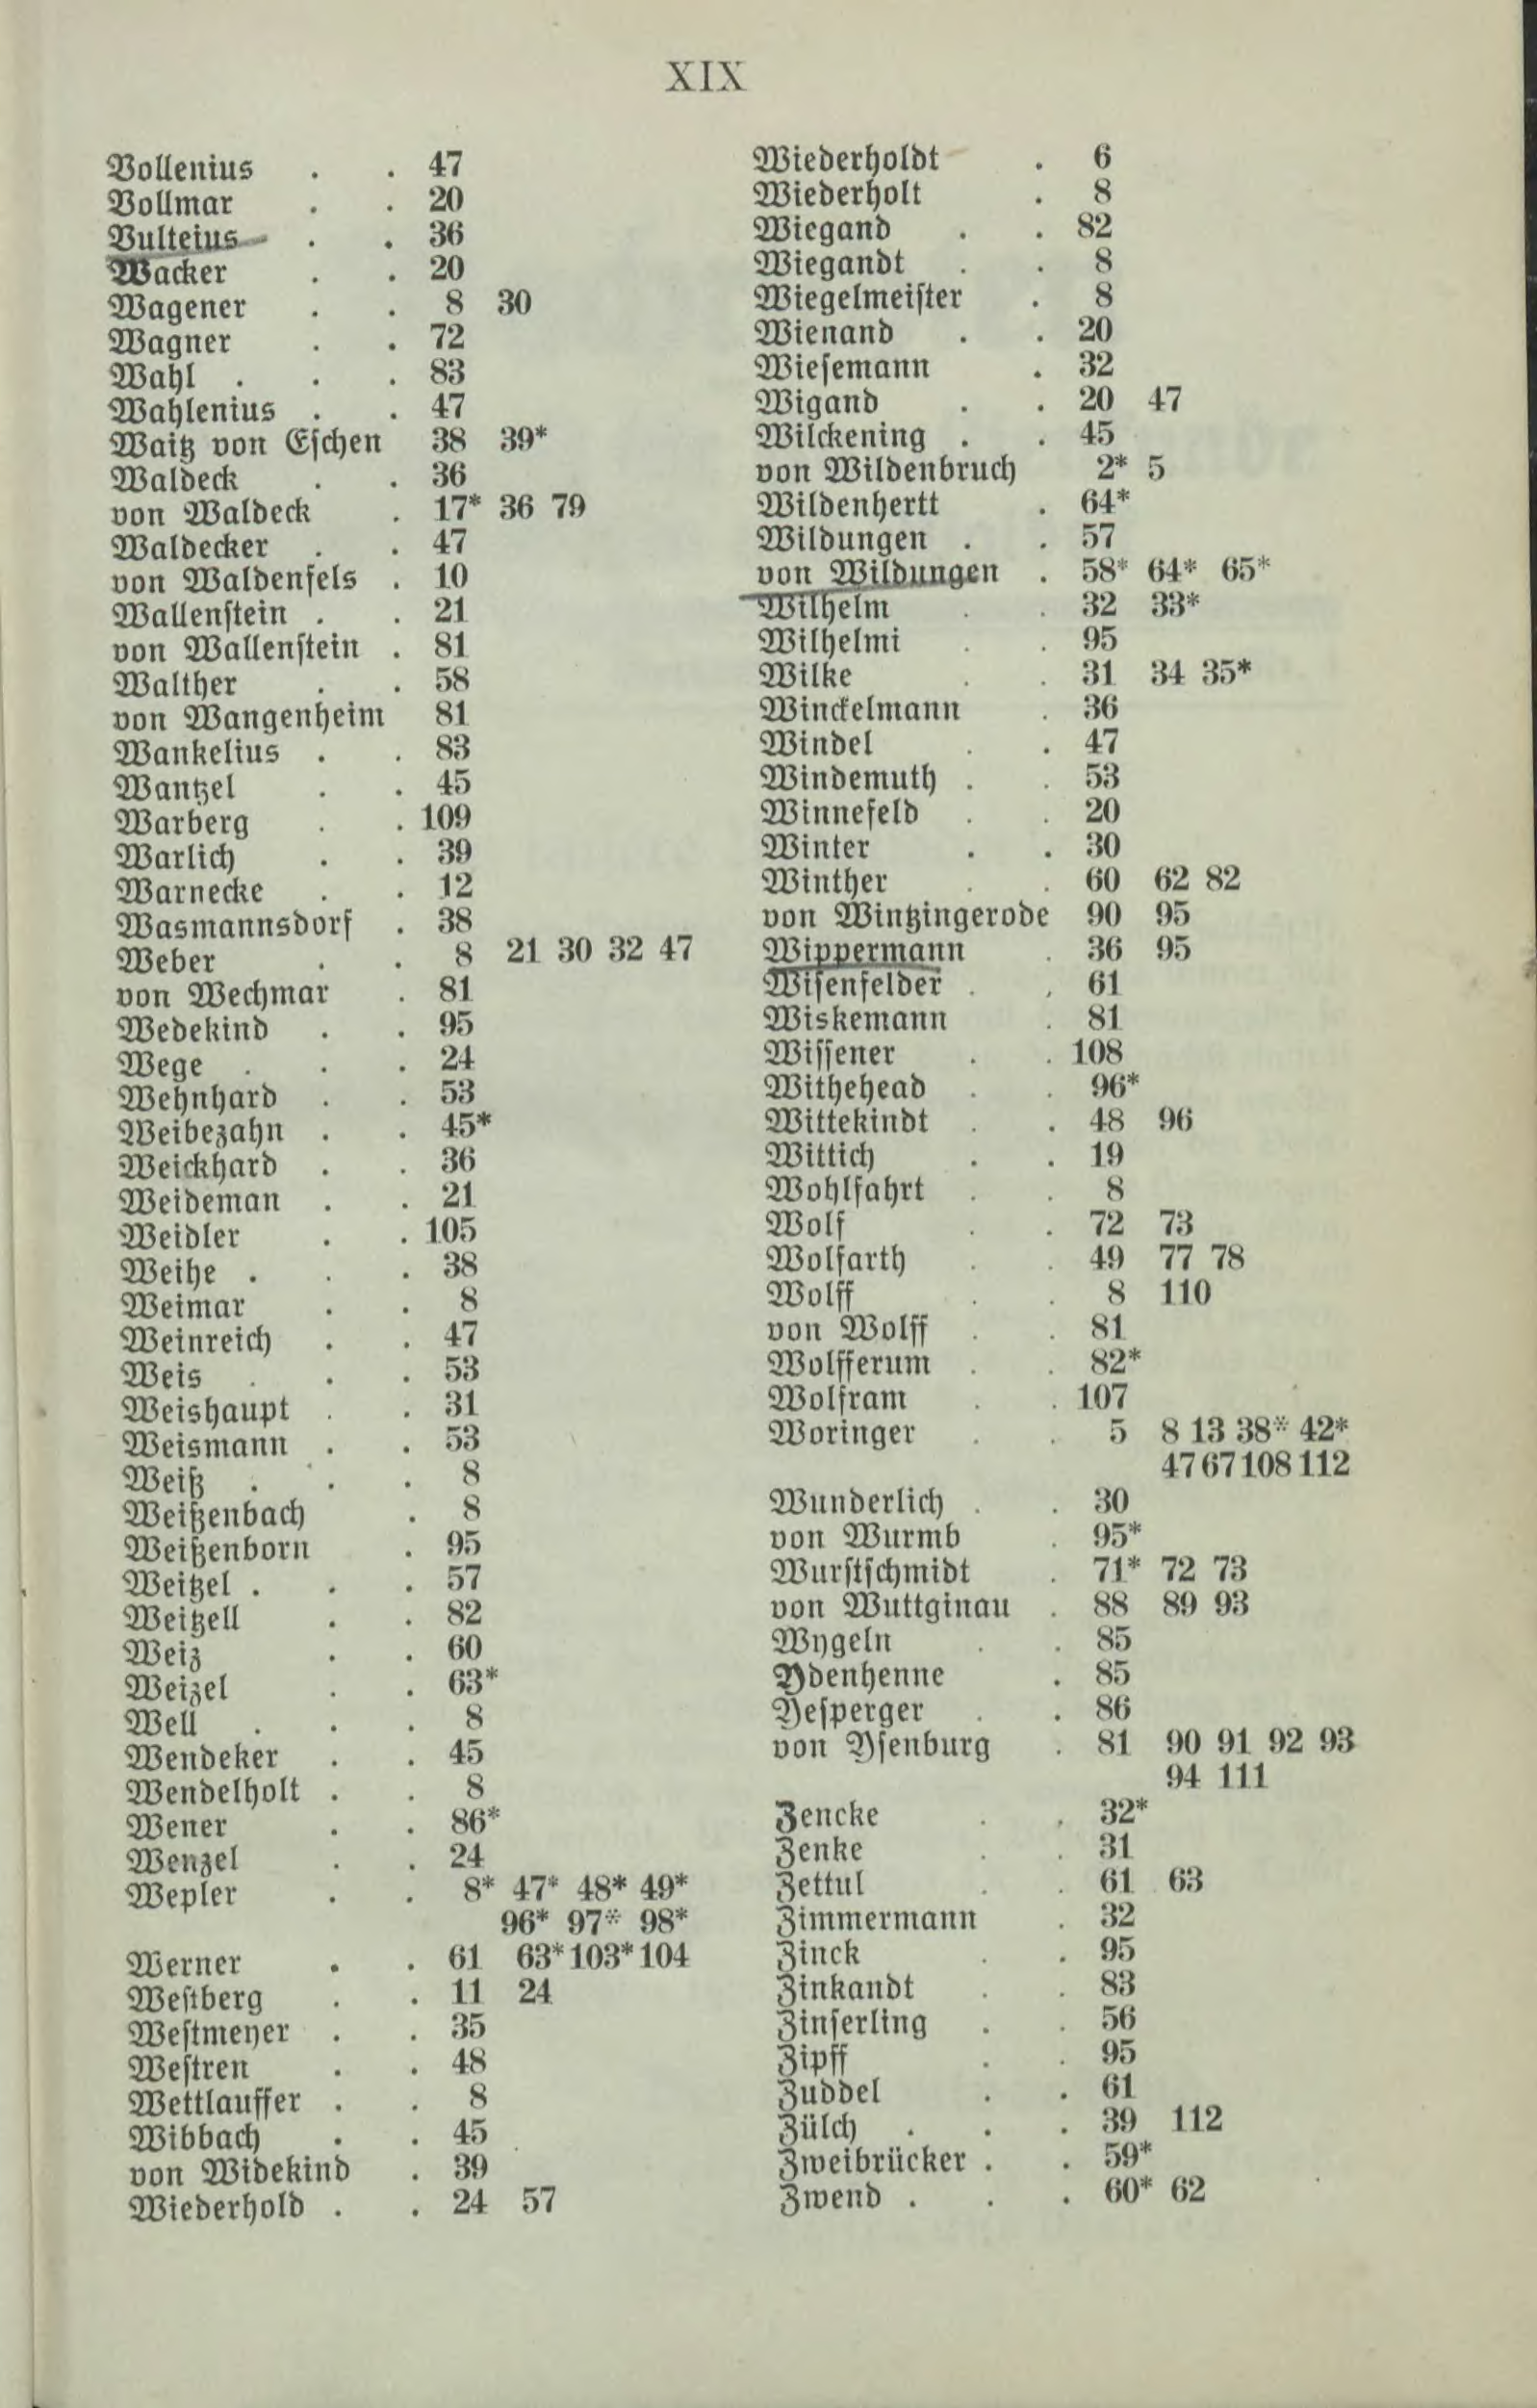 XIX
Vollenius . . 47
Vollmar . . 20
Vulteius . . 36
Wacker . . 20
Wagener . . 8 30
Wagner . . 72
Wahl . . . 83
Wahlenius . . 47
Waitz von Eschen 38 39*
Waldeck . . 36
von Waldeck . 17* 36 79
Waldecker . . 47
von Waldenfels . 10
Wallenstein . . 21
von Wallenstein . 81
Walther . . 58
von Wangenheim 81
Wankelius . . 83
Wantzel . . 45
Warberg . . 109
Warlich . . 39
Warnecke . . 12
Wasmannsdorf . 38
Weber . . 8 21 30 32 47
von Wechmar . 81
Wedekind . . 95
Wege . . . 24
Wehnhard . . 53
Weibezahn . . 45*
Weickhard . . 36
Weideman . . 21
Weidler . . 105
Weihe . . . 38
Weimar . . 8
Weinreich . . 47
Weis . . . 53
Weishaupt . . 31
Weismann . . 53
Weiß . . . 8
Weißenbach . 8
Weißenborn . 95
Weitzel . . . 57
Weitzell . . 82
Weiz . . 60
Weizel . . 63*
Well . . . 8
Wendeker . . 45
Wendelholt . . 8
Wener . . 86*
Wenzel . . 24
Wepler . . 8* 47* 48* 49*
96* 97* 98*
Werner . . 61 63* 103* 104
Westberg . . 11 24
Westmeyer . . 35
Westren . . 48
Wettlauffer . . 8
Wibbach . . 45
von Widekind . 39
Wiederhold . . 24 57
Wiederholdt . 6
Wiederholt . 8
Wiegand . . 82
Wiegandt . . 8
Wiegelmeister . 8
Wienand . . 20
Wiesemann . 32
Wigand . . 20 47
Wilckening . . 45
von Wildenbruch 2* 5
Wildenhertt . 64*
Wildungen . . 57
von Wildungen . 58* 64* 65*
Wilhelm . . 32 33*
Wilhelmi . . 95
Wilke . . 31 34 35*
Winckelmann . 36
Windel . . 47
Windemuth . . 53
Winnefeld . . 20
Winter . . 30
Winther . . 60 62 82
von Wintzingerode 90 95
Wippermann . 36 95
Wisenfelder . . 61
Wiskemann . 81
Wissener . . 108
Withehead . . 96*
Wittekindt . . 48 96
Wittich . . 19
Wohlfahrt . . 8
Wolf . . 72 73
Wolfarth . . 49 77 78
Wolff . . 8 110
von Wolff . . 81
Wolfferum . . 82*
Wolfram . . 107
Woringer . . 5 8 13 38* 42*
47 67 108 112
Wunderlich . . 30
von Wurmb . 95*
Wurstschmidt . 71* 72 73
von Wuttginau . 88 89 93
Wygeln . . 85
Ydenhenne . 85
Yesperger . . 86
von Ysenburg . 81 90 91 92 93
94 111
Zencke . . 32*
Zenke . . 31
Zettul . . 61 63
Zimmermann . 32
Zinck . . 95
Zinkandt . . 83
Zinserling . . 56
Zipff . . 95
Zuddel . . 61
Zülch . . . 39 112
Zweibrücker . . 59*
Zwend . . . 60* 62